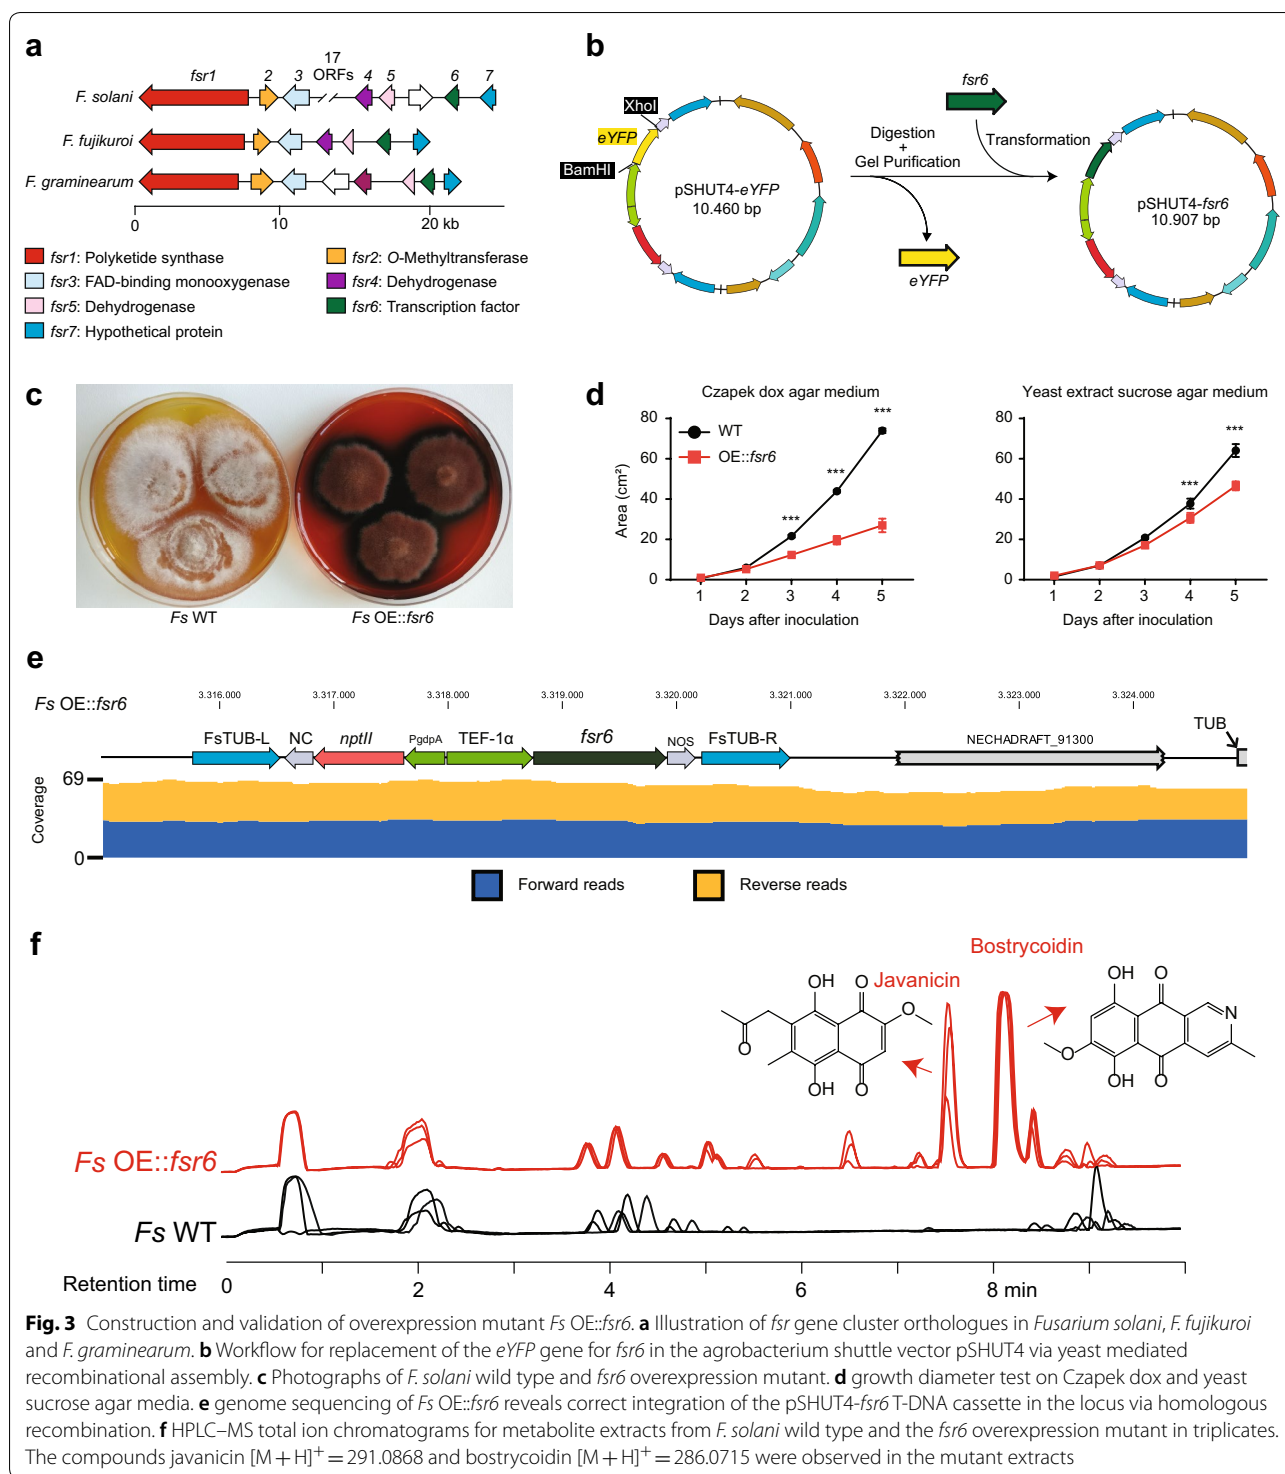 a
17
ORFs
fsr1 2 3 4 5 6 7
F. solani
F. fujikuroi
F. graminearum
0 10 20 kb
fsr1: Polyketide synthase
fsr2: O-Methyltransferase
fsr3: FAD-binding monooxygenase
fsr4: Dehydrogenase
fsr5: Dehydrogenase
fsr6: Transcription factor
fsr7: Hypothetical protein
b
XhoI
eYFP
BamHI
pSHUT4-eYFP
10.460 bp
fsr6
Digestion
+
Gel Purification
Transformation
eYFP
pSHUT4-fsr6
10.907 bp
c
Fs WT
Fs OE::fsr6
d
Czapek dox agar medium
80
60
40
20
0
Area (cm²)
WT
OE::fsr6
***
***
***
1 2 3 4 5
Days after inoculation
Yeast extract sucrose agar medium
80
60
40
20
0
***
***
1 2 3 4 5
Days after inoculation
e
Fs OE::fsr6
3.316.000 3.317.000 3.318.000 3.319.000 3.320.000 3.321.000 3.322.000 3.323.000 3.324.000
FsTUB-L NC nptII PgdpA TEF-1α fsr6 NOS FsTUB-R NECHADRAFT_91300 TUB
69
Coverage
0
Forward reads
Reverse reads
f
Bostrycoidin
Javanicin
OH O O O OH O
OH O O N O OH O
Fs OE::fsr6
Fs WT
Retention time 0 2 4 6 8 min
Fig. 3 Construction and validation of overexpression mutant Fs OE::fsr6. a Illustration of fsr gene cluster orthologues in Fusarium solani, F. fujikuroi
and F. graminearum. b Workflow for replacement of the eYFP gene for fsr6 in the agrobacterium shuttle vector pSHUT4 via yeast mediated
recombinational assembly. c Photographs of F. solani wild type and fsr6 overexpression mutant. d growth diameter test on Czapek dox and yeast
sucrose agar media. e genome sequencing of Fs OE::fsr6 reveals correct integration of the pSHUT4-fsr6 T-DNA cassette in the locus via homologous
recombination. f HPLC–MS total ion chromatograms for metabolite extracts from F. solani wild type and the fsr6 overexpression mutant in triplicates.
The compounds javanicin [M + H]⁺ = 291.0868 and bostrycoidin [M + H]⁺ = 286.0715 were observed in the mutant extracts